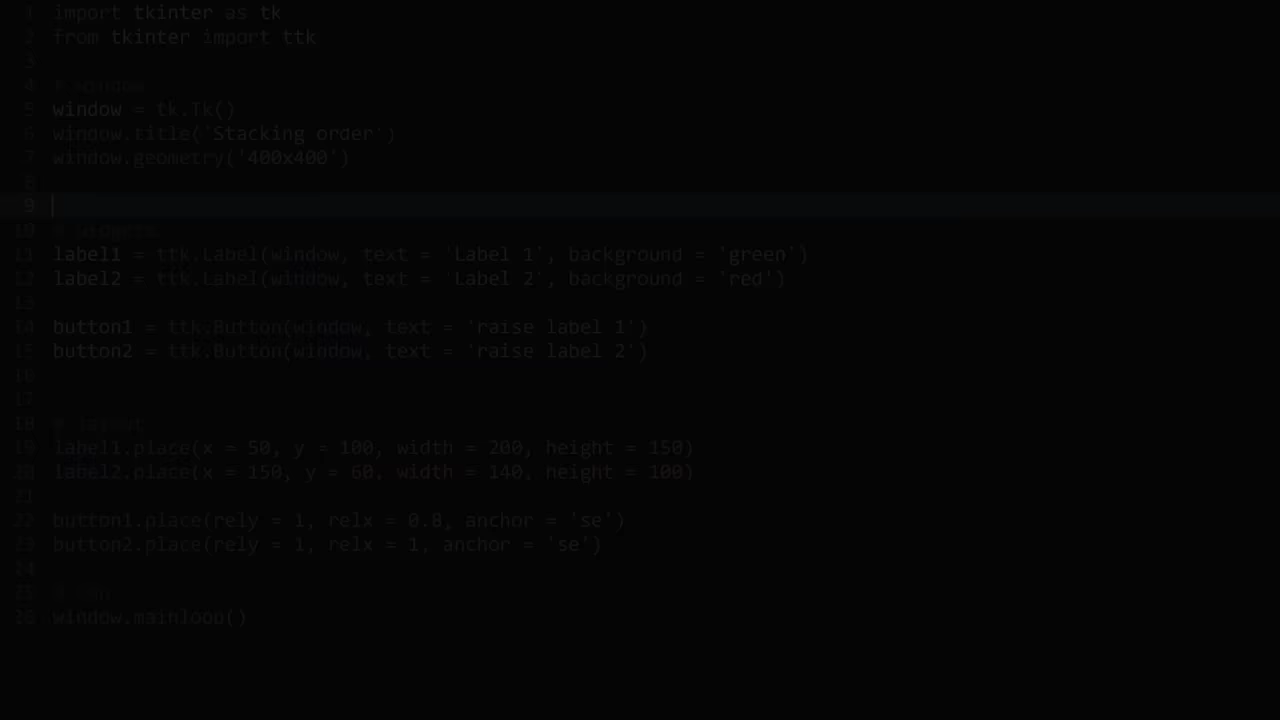 1 import tkinter as tk
2 from tkinter import ttk
3
4 # window
5 window = tk.Tk()
6 window.title('Stacking order')
7 window.geometry('400x400')
8
9
10 # widgets
11 label1 = ttk.Label(window, text = 'Label 1', background = 'green')
12 label2 = ttk.Label(window, text = 'Label 2', background = 'red')
13
14 button1 = ttk.Button(window, text = 'raise label 1')
15 button2 = ttk.Button(window, text = 'raise label 2')
16
17
18 # layout
19 label1.place(x = 50, y = 100, width = 200, height = 150)
20 label2.place(x = 150, y = 60, width = 140, height = 100)
21
22 button1.place(rely = 1, relx = 0.8, anchor = 'se')
23 button2.place(rely = 1, relx = 1, anchor = 'se')
24
25 # run
26 window.mainloop()